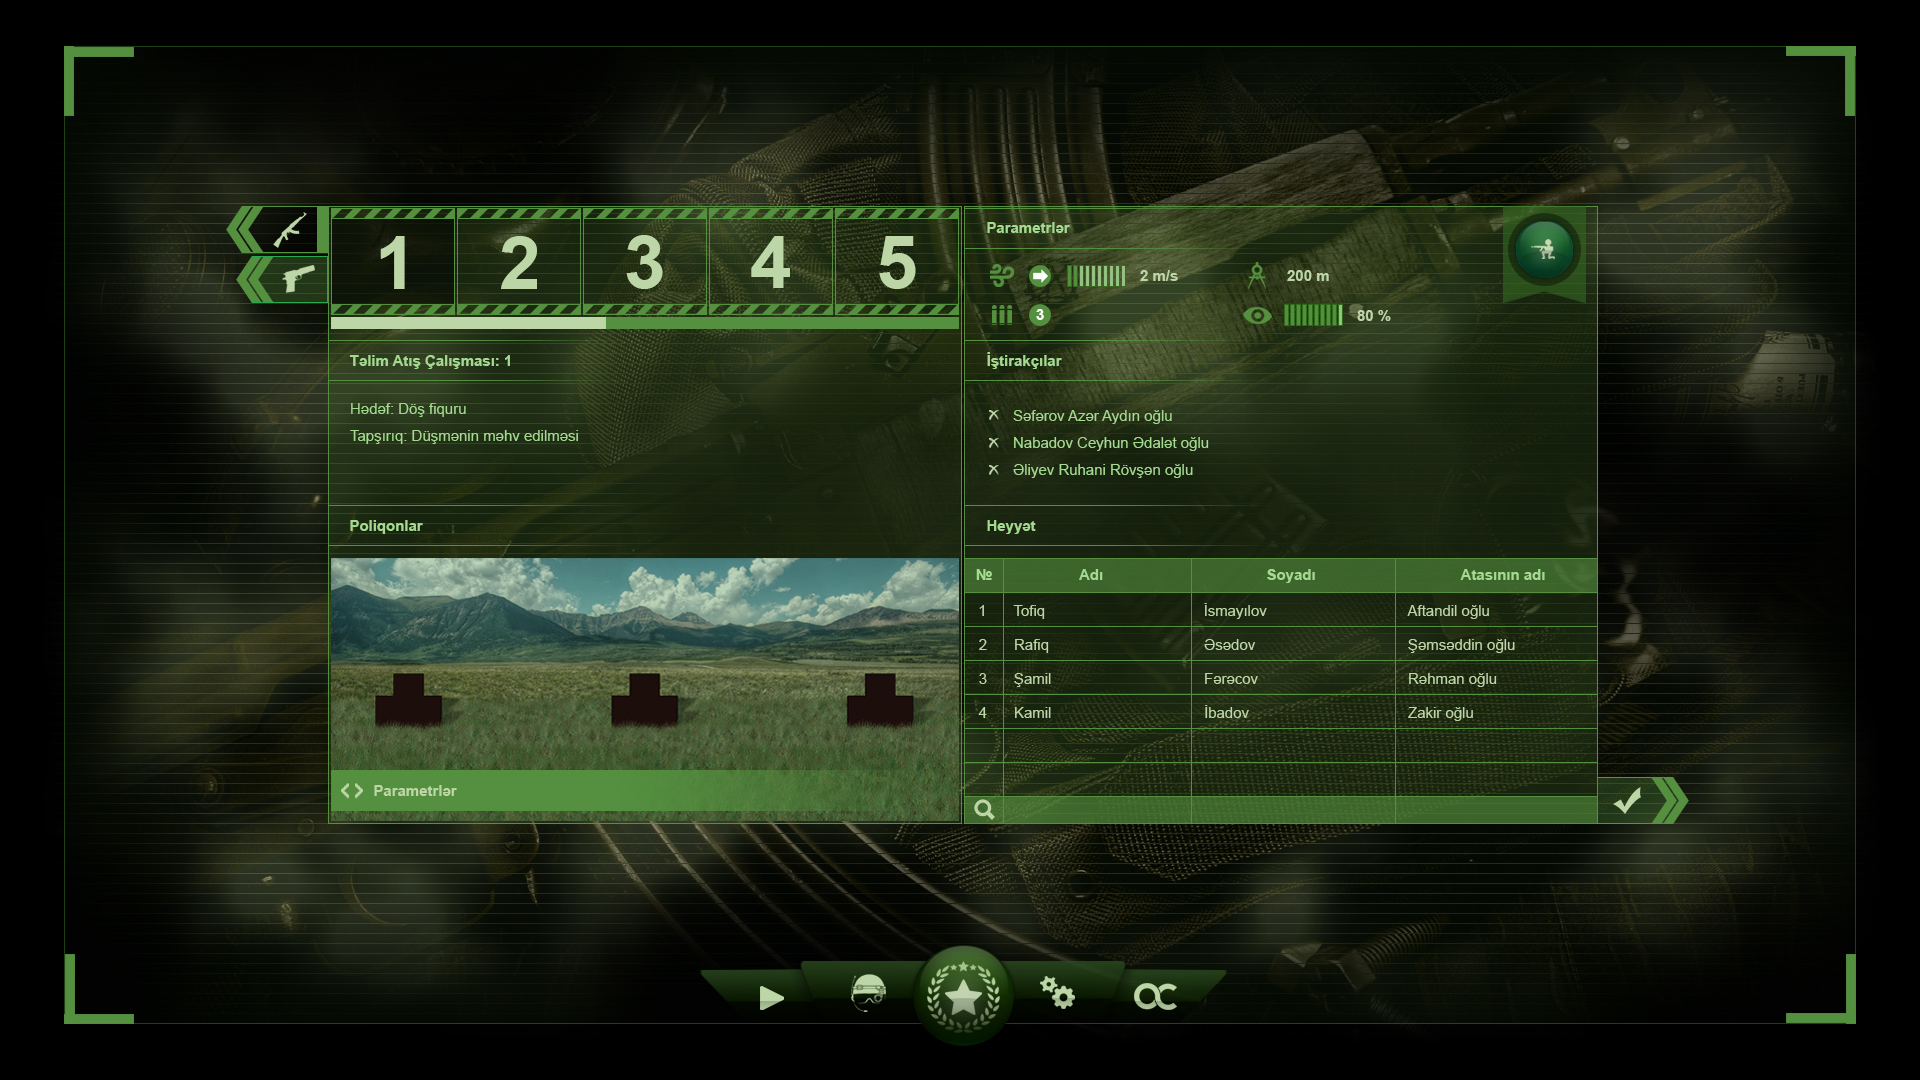 1 2 3 4 5
Təlim Atış Çalışması: 1
Hədəf: Döş fiquru
Tapşırıq: Düşmənin məhv edilməsi
Poliqonlar
Parametrlər
Parametrlər
2 m/s 200 m
3 80 %
İştirakçılar
Səfərov Azər Aydın oğlu
Nabadov Ceyhun Ədalət oğlu
Əliyev Ruhani Rövşən oğlu
Heyyət
№ Adı Soyadı Atasının adı
1 Tofiq İsmayılov Aftandil oğlu
2 Rafiq Əsədov Şəmsəddin oğlu
3 Şamil Fərəcov Rəhman oğlu
4 Kamil İbadov Zakir oğlu